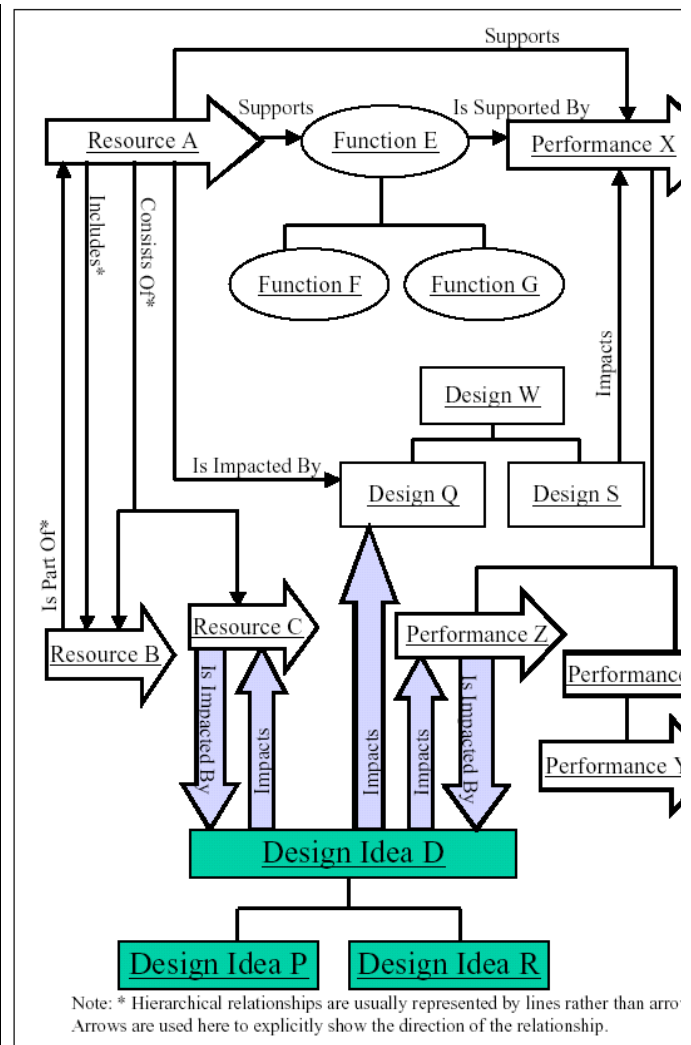 Supports
Supports
Is Supported By
Resource A
Function E
Performance X
Includes*
Consists Of*
Function F
Function G
Impacts
Design W
Is Impacted By
Design Q
Design S
Is Part Of*
Resource C
Performance Z
Resource B
Performance
Is Impacted By
Impacts
Impacts
Impacts
Is Impacted By
Performance Y
Design Idea D
Design Idea P
Design Idea R
Note: * Hierarchical relationships are usually represented by lines rather than
Arrows are used here to explicitly show the direction of the relationship.